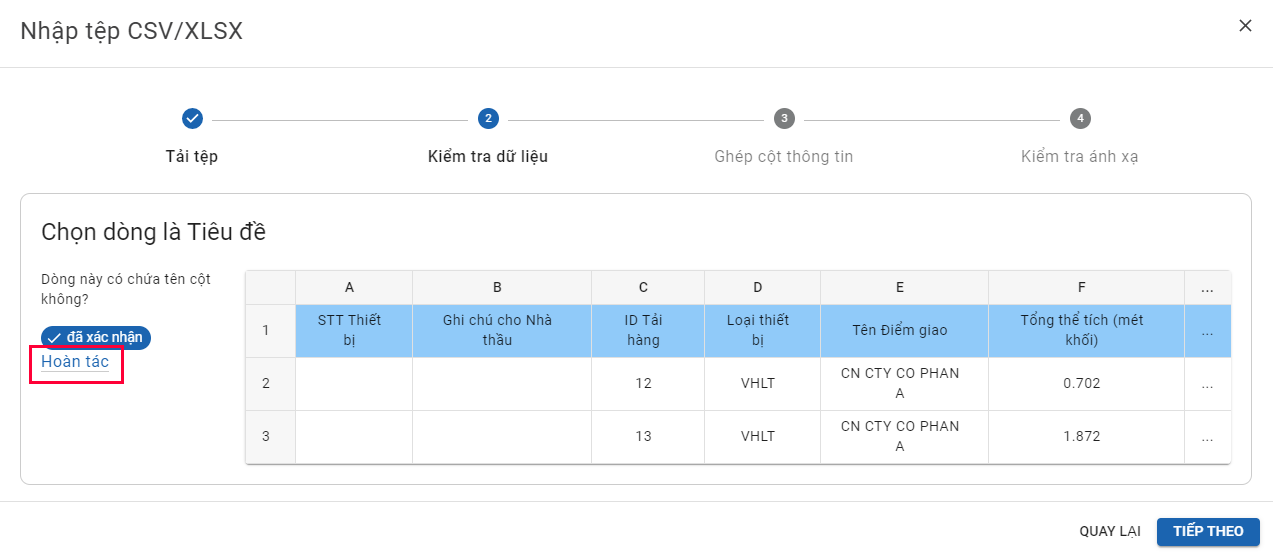 Nhập tệp CSV/XLSX
2
3
4
Tải tệp
Kiểm tra dữ liệu
Ghép cột thông tin
Kiểm tra ánh xạ
Chọn dòng là Tiêu đề
Dòng này có chứa tên cột
không?
đã xác nhận
Hoàn tác
A B C D E F ...
1 STT Thiết bị Ghi chú cho Nhà thầu ID Tải hàng Loại thiết bị Tên Điểm giao Tổng thể tích (mét khối) ...
2 12 VHLT CN CTY CO PHAN A 0.702 ...
3 13 VHLT CN CTY CO PHAN A 1.872 ...
QUAY LẠI
TIẾP THEO